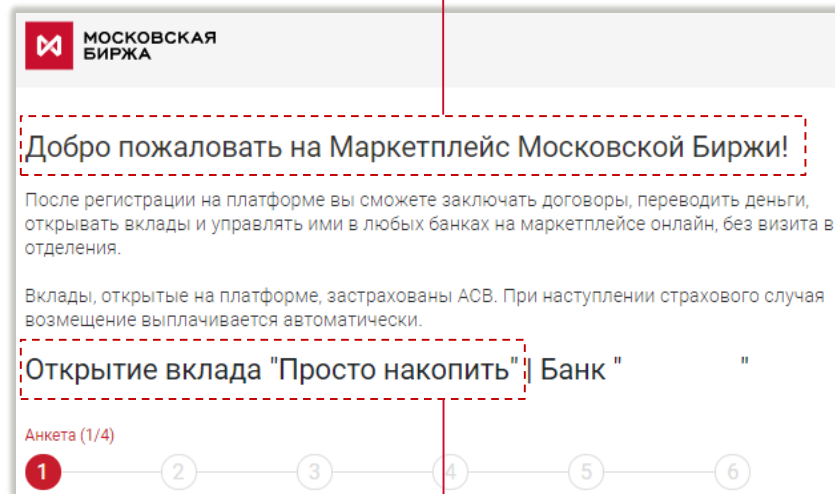 МОСКОВСКАЯ
БИРЖА
Добро пожаловать на Маркетплейс Московской Биржи!
После регистрации на платформе вы сможете заключать договоры, переводить деньги,
открывать вклады и управлять ими в любых банках на маркетплейсе онлайн, без визита в
отделения.
Вклады, открытые на платформе, застрахованы АСВ. При наступлении страхового случая
возмещение выплачивается автоматически.
Открытие вклада "Просто накопить" | Банк " "
Анкета (1/4)
1 2 3 4 5 6